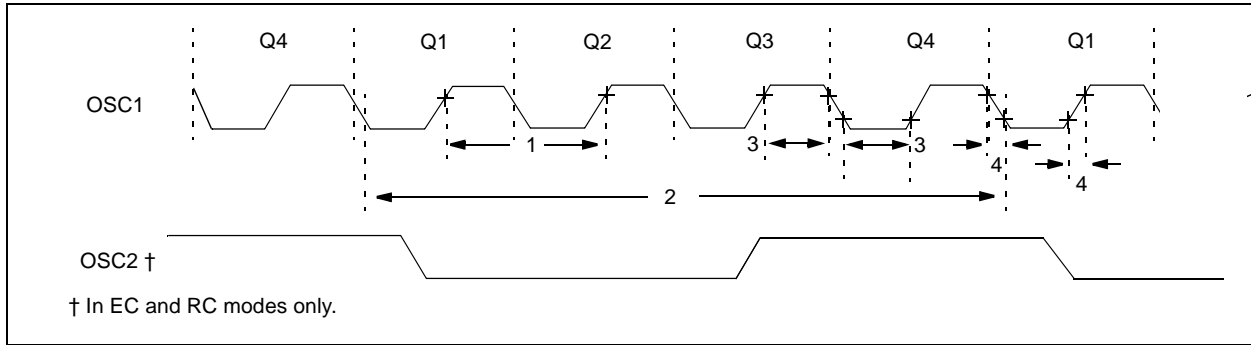 Q4 Q1 Q2 Q3 Q4 Q1
OSC1
1 3 3 4 4
2
OSC2 †
† In EC and RC modes only.